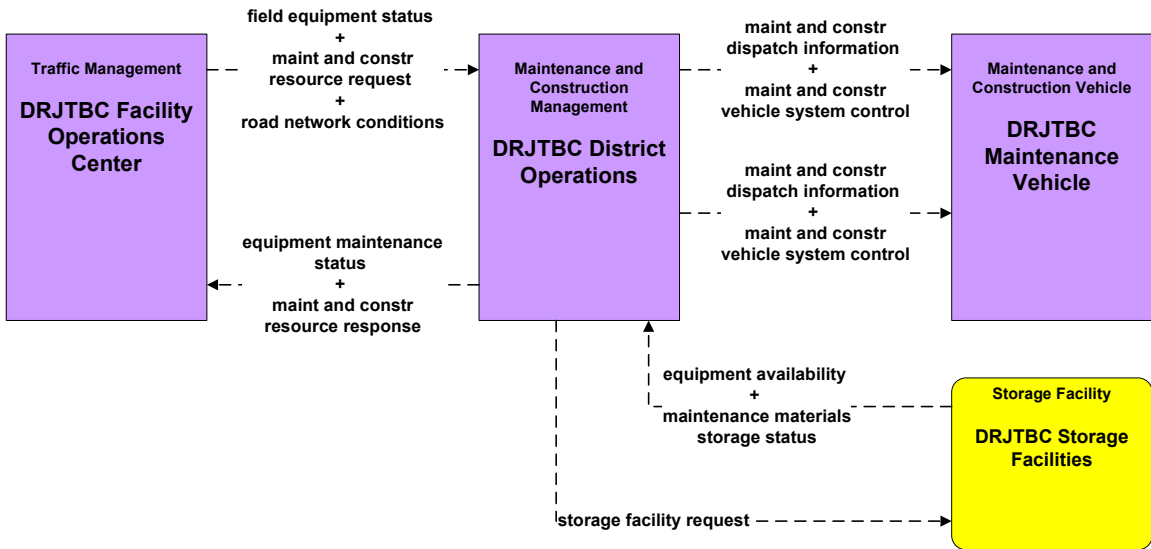 field equipment status
+
maint and constr
resource request
+
road network conditions
Traffic Management
DRJTBC Facility
Operations
Center
equipment maintenance
status
+
maint and constr
resource response
Maintenance and
Construction
Management
DRJTBC District
Operations
maint and constr
dispatch information
+
maint and constr
vehicle system control
maint and constr
dispatch information
+
maint and constr
vehicle system control
Maintenance and
Construction Vehicle
DRJTBC
Maintenance
Vehicle
equipment availability
+
maintenance materials
storage status
Storage Facility
DRJTBC Storage
Facilities
storage facility request